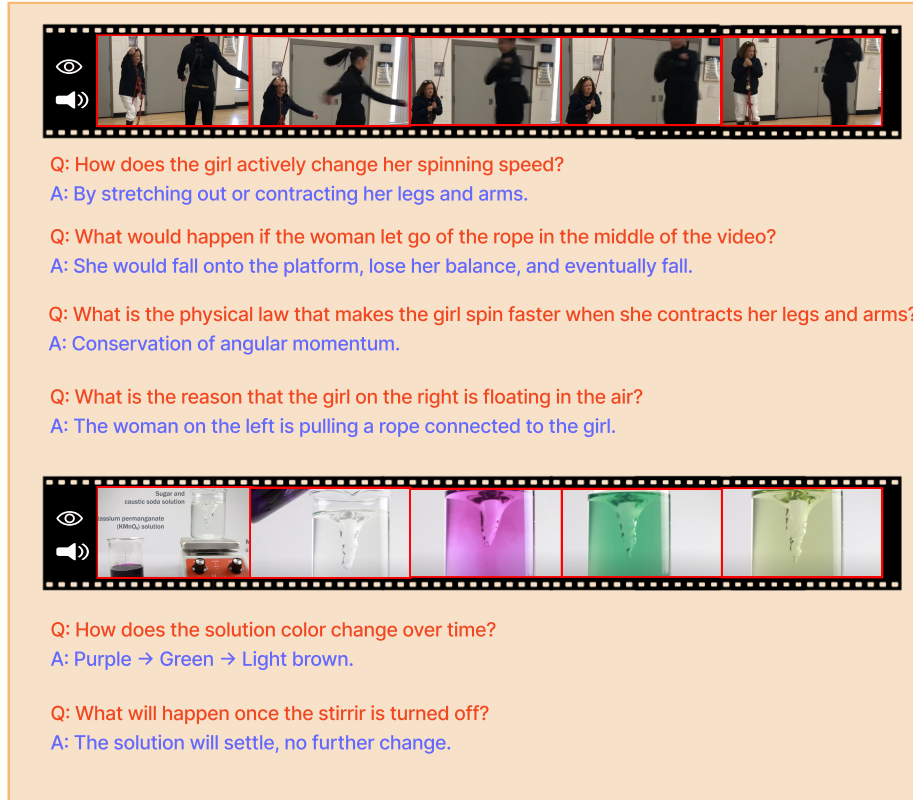 Q: How does the girl actively change her spinning speed?
A: By stretching out or contracting her legs and arms.
Q: What would happen if the woman let go of the rope in the middle of the video?
A: She would fall onto the platform, lose her balance, and eventually fall.
Q: What is the physical law that makes the girl spin faster when she contracts her legs and arms?
A: Conservation of angular momentum.
Q: What is the reason that the girl on the right is floating in the air?
A: The woman on the left is pulling a rope connected to the girl.
Sugar and
caustic soda solution
tassium permanganate
(KMnO₄) solution
Q: How does the solution color change over time?
A: Purple → Green → Light brown.
Q: What will happen once the stirrir is turned off?
A: The solution will settle, no further change.